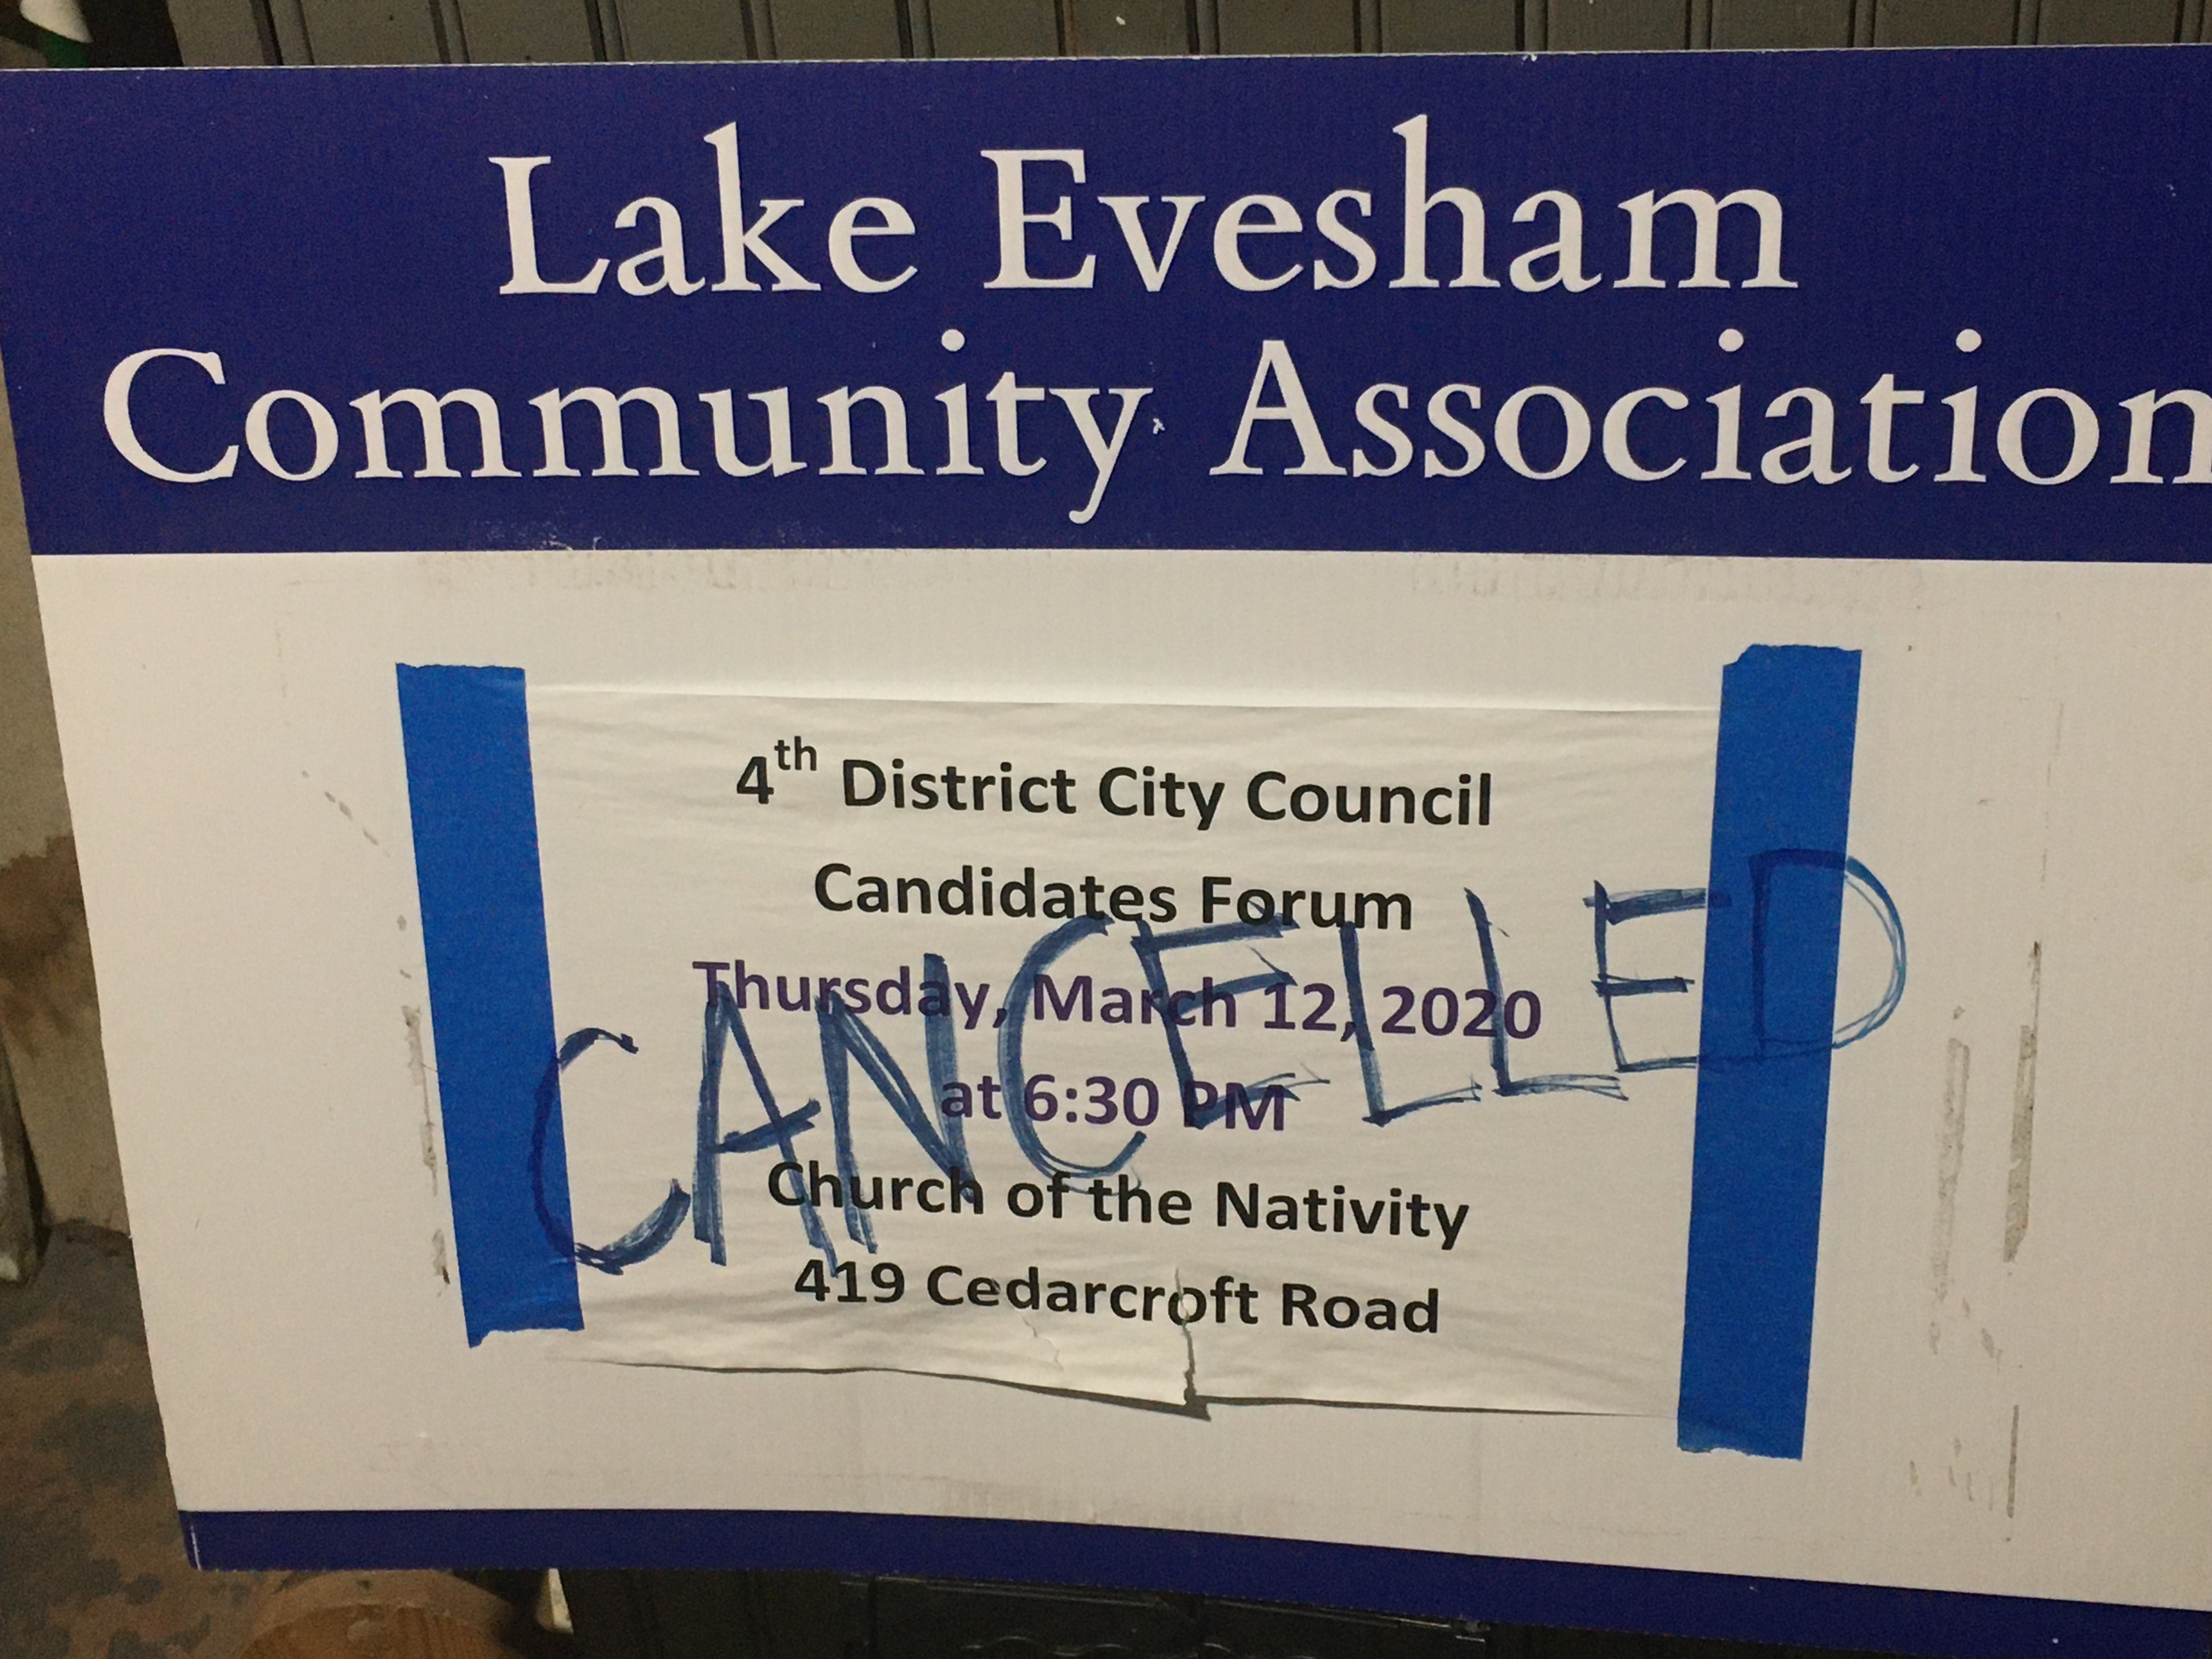 Lake Evesham
Community Association
4th District City Council
Candidates Forum
Thursday, March 12, 2020
at 6:30 PM
Church of the Nativity
419 Cedarcroft Road
CANCELLED